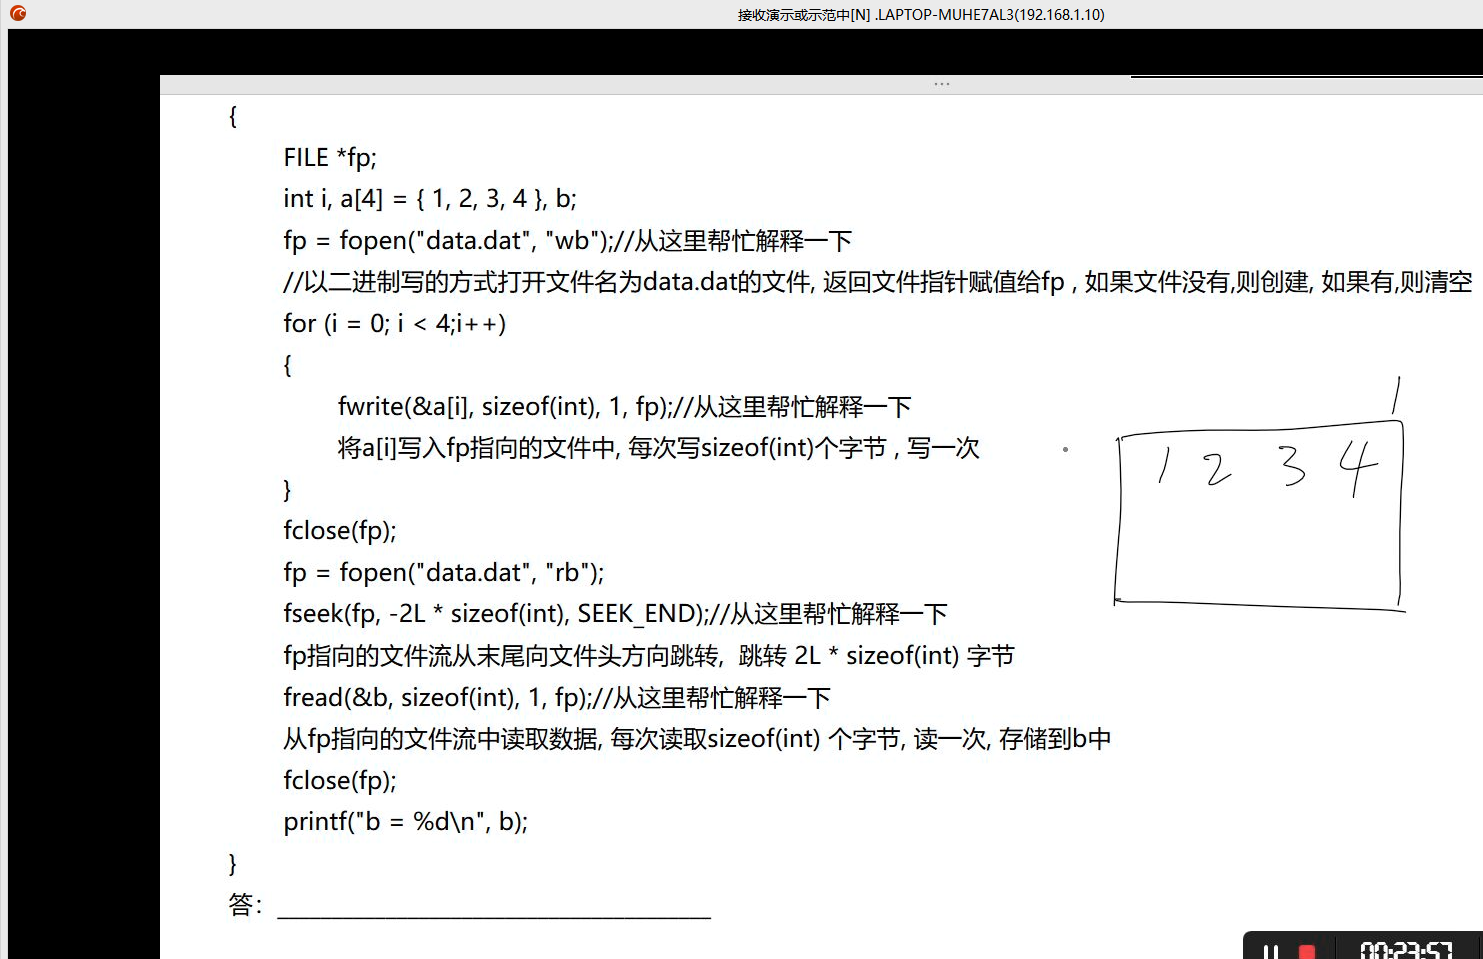 接收演示或示范中[N] .LAPTOP-MUHE7AL3(192.168.1.10)
{
FILE *fp;
int i, a[4] = { 1, 2, 3, 4 }, b;
fp = fopen("data.dat", "wb");//从这里帮忙解释一下
//以二进制写的方式打开文件名为data.dat的文件, 返回文件指针赋值给fp , 如果文件没有,则创建, 如果有,则清空
for (i = 0; i < 4;i++)
{
fwrite(&a[i], sizeof(int), 1, fp);//从这里帮忙解释一下
将a[i]写入fp指向的文件中, 每次写sizeof(int)个字节 , 写一次
1 2 3 4
}
fclose(fp);
fp = fopen("data.dat", "rb");
fseek(fp, -2L * sizeof(int), SEEK_END);//从这里帮忙解释一下
fp指向的文件流从末尾向文件头方向跳转, 跳转 2L * sizeof(int) 字节
fread(&b, sizeof(int), 1, fp);//从这里帮忙解释一下
从fp指向的文件流中读取数据, 每次读取sizeof(int) 个字节, 读一次, 存储到b中
fclose(fp);
printf("b = %d\n", b);
}
答:
00:23:57